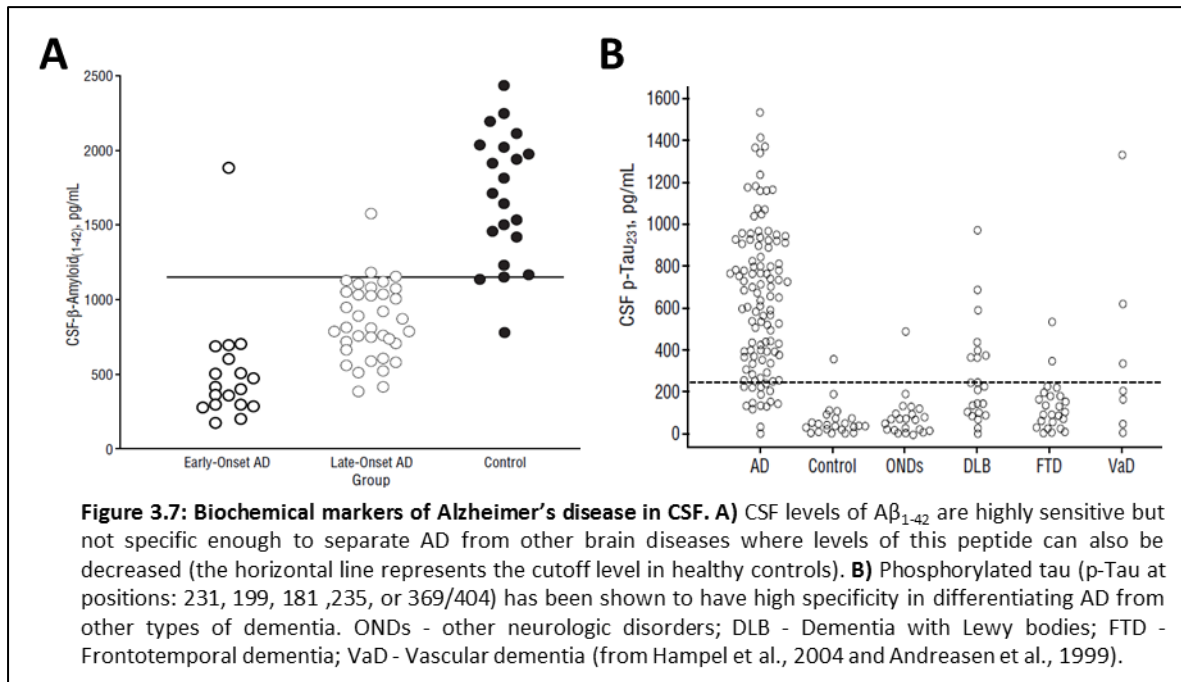 A
B
2500
2000
1500
1000
500
0
CSF-β-Amyloid(1-42), pg/mL
Early-Onset AD
Late-Onset AD
Control
Group
1600
1400
1200
1000
800
600
400
200
0
CSF p-Tau231, pg/mL
AD
Control
ONDs
DLB
FTD
VaD
Figure 3.7: Biochemical markers of Alzheimer’s disease in CSF. A) CSF levels of Aβ1-42 are highly sensitive but
not specific enough to separate AD from other brain diseases where levels of this peptide can also be
decreased (the horizontal line represents the cutoff level in healthy controls). B) Phosphorylated tau (p-Tau at
positions: 231, 199, 181 ,235, or 369/404) has been shown to have high specificity in differentiating AD from
other types of dementia. ONDs - other neurologic disorders; DLB - Dementia with Lewy bodies; FTD -
Frontotemporal dementia; VaD - Vascular dementia (from Hampel et al., 2004 and Andreasen et al., 1999).